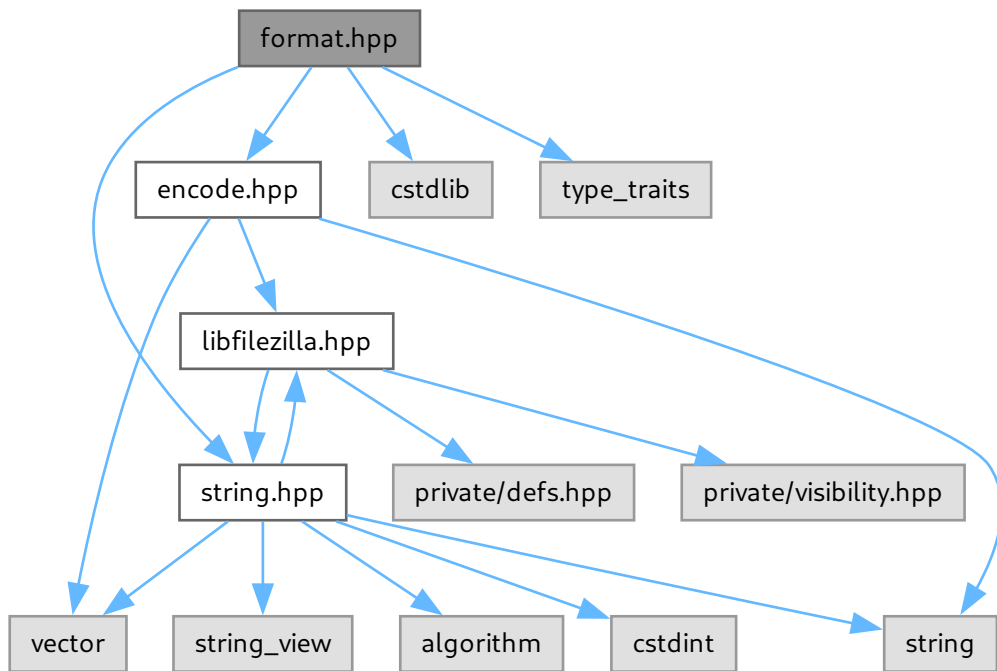 format.hpp
encode.hpp
cstdlib
type_traits
libfilezilla.hpp
string.hpp
private/defs.hpp
private/visibility.hpp
vector
string_view
algorithm
cstdint
string